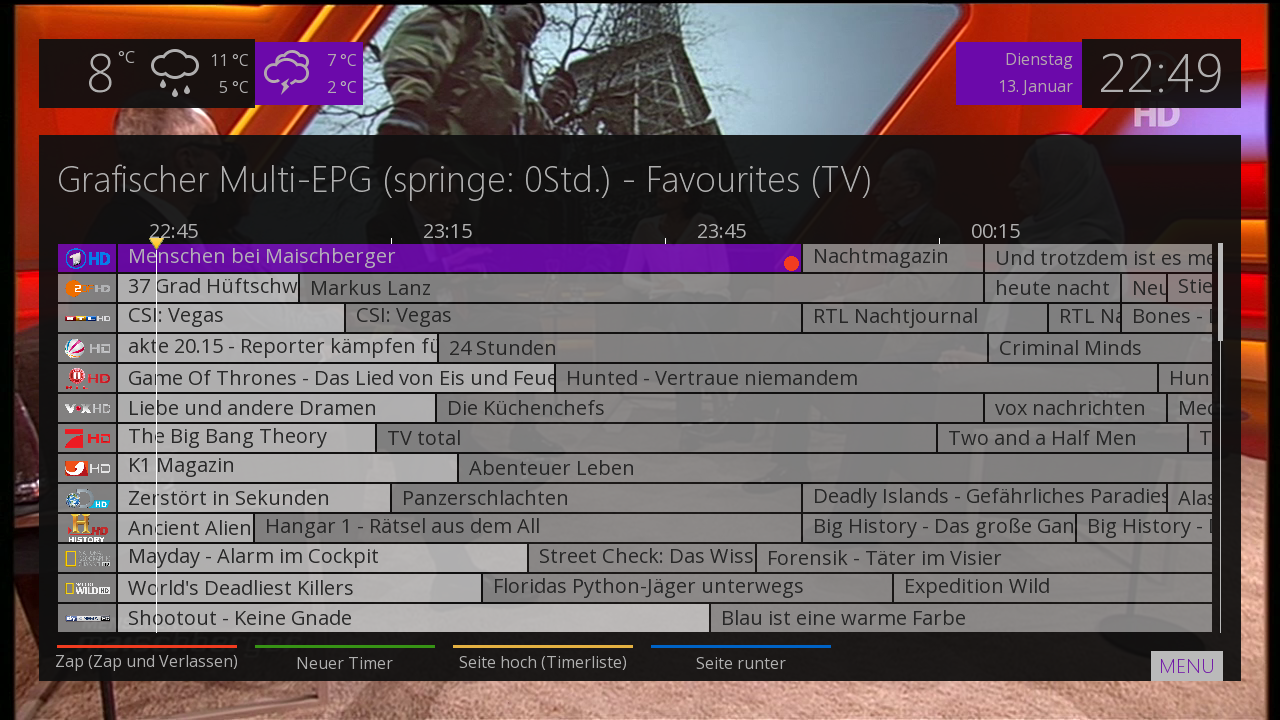 8 °C 11 °C 7 °C
5 °C 2 °C
Dienstag
13. Januar
22:49
HD
Grafischer Multi-EPG (springe: 0Std.) - Favourites (TV)
22:45 23:15 23:45 00:15
HD Menschen bei Maischberger Nachtmagazin Und trotzdem ist es me
2 HD 37 Grad Hüftschw Markus Lanz heute nacht Neu Stie
RTL HD CSI: Vegas CSI: Vegas RTL Nachtjournal RTL Na Bones -
HD akte 20.15 - Reporter kämpfen fü 24 Stunden Criminal Minds
HD Game Of Thrones - Das Lied von Eis und Feue Hunted - Vertraue niemandem Hunt
VOX HD Liebe und andere Dramen Die Küchenchefs vox nachrichten Med
HD The Big Bang Theory TV total Two and a Half Men T
HD K1 Magazin Abenteuer Leben
HD Zerstört in Sekunden Panzerschlachten Deadly Islands - Gefährliches Paradies Alas
H HD HISTORY Ancient Alien Hangar 1 - Rätsel aus dem All Big History - Das große Gan Big History -
Mayday - Alarm im Cockpit Street Check: Das Wiss Forensik - Täter im Visier
WILD HD World's Deadliest Killers Floridas Python-Jäger unterwegs Expedition Wild
sky HD Shootout - Keine Gnade Blau ist eine warme Farbe
maischberger
Zap (Zap und Verlassen) Neuer Timer Seite hoch (Timerliste) Seite runter
MENU